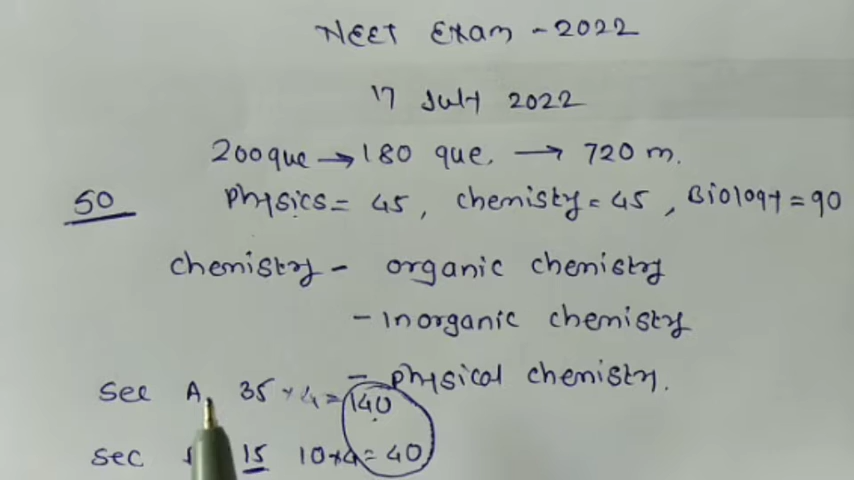 NEET Exam - 2022
17 July 2022
200 que → 180 que. → 720 m.
50 Physics = 45, chemisty = 45, Biology = 90
chemistry - organic chemistry
- inorganic chemistry
- physical chemistry.
Sec A 35 × 4 = 140
Sec 15 10×4 = 40